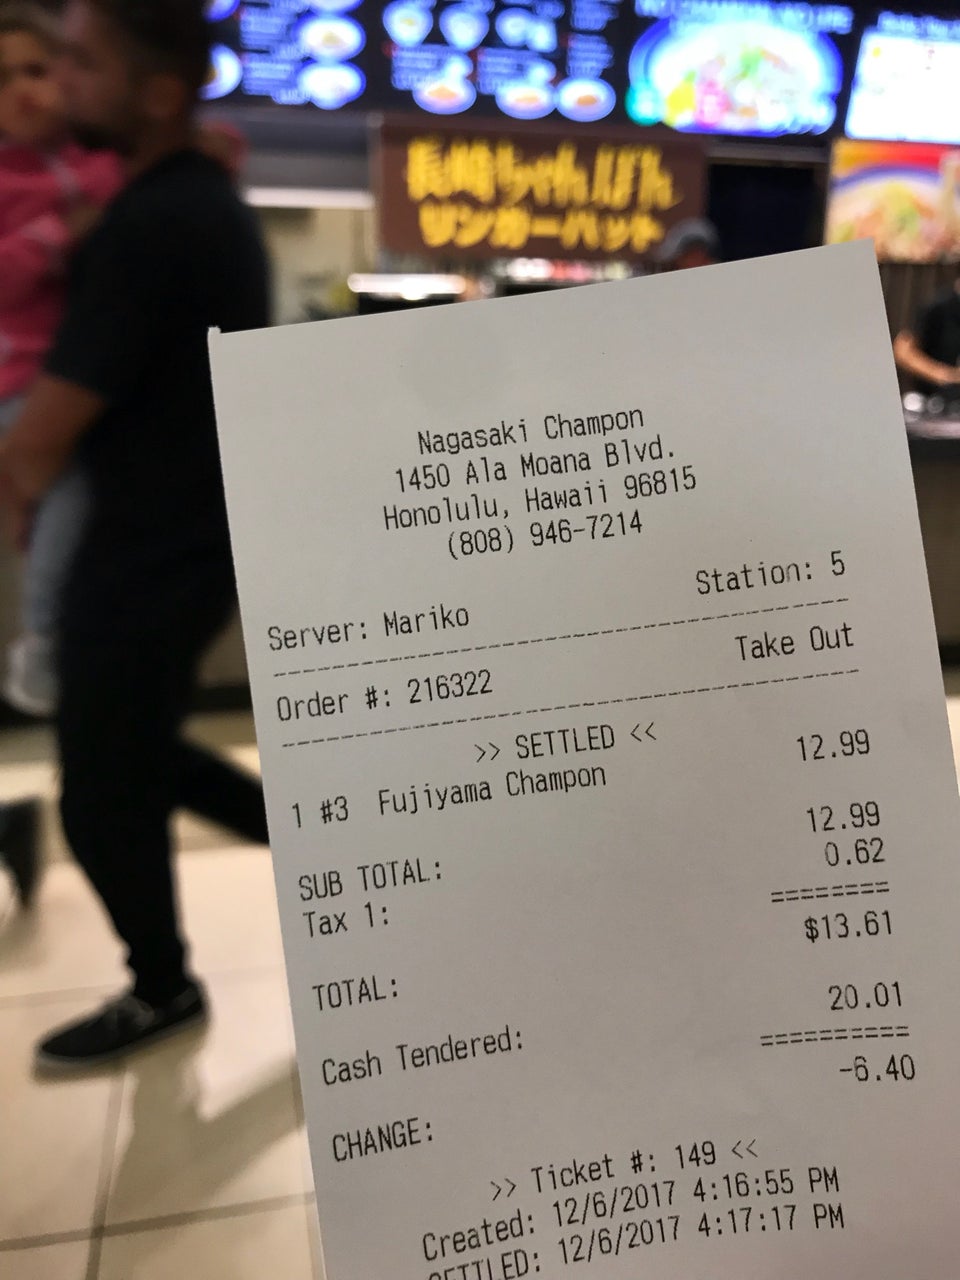 長崎ちゃんぽん
リンガーハット
Nagasaki Champon
1450 Ala Moana Blvd.
Honolulu, Hawaii 96815
(808) 946-7214
Server: Mariko Station: 5
Order #: 216322 Take Out
>> SETTLED <<
1 #3 Fujiyama Champon 12.99
SUB TOTAL: 12.99
Tax 1: 0.62
========
TOTAL: $13.61
Cash Tendered: 20.01
==========
CHANGE: -6.40
>> Ticket #: 149 <<
Created: 12/6/2017 4:16:55 PM
SETTLED: 12/6/2017 4:17:17 PM